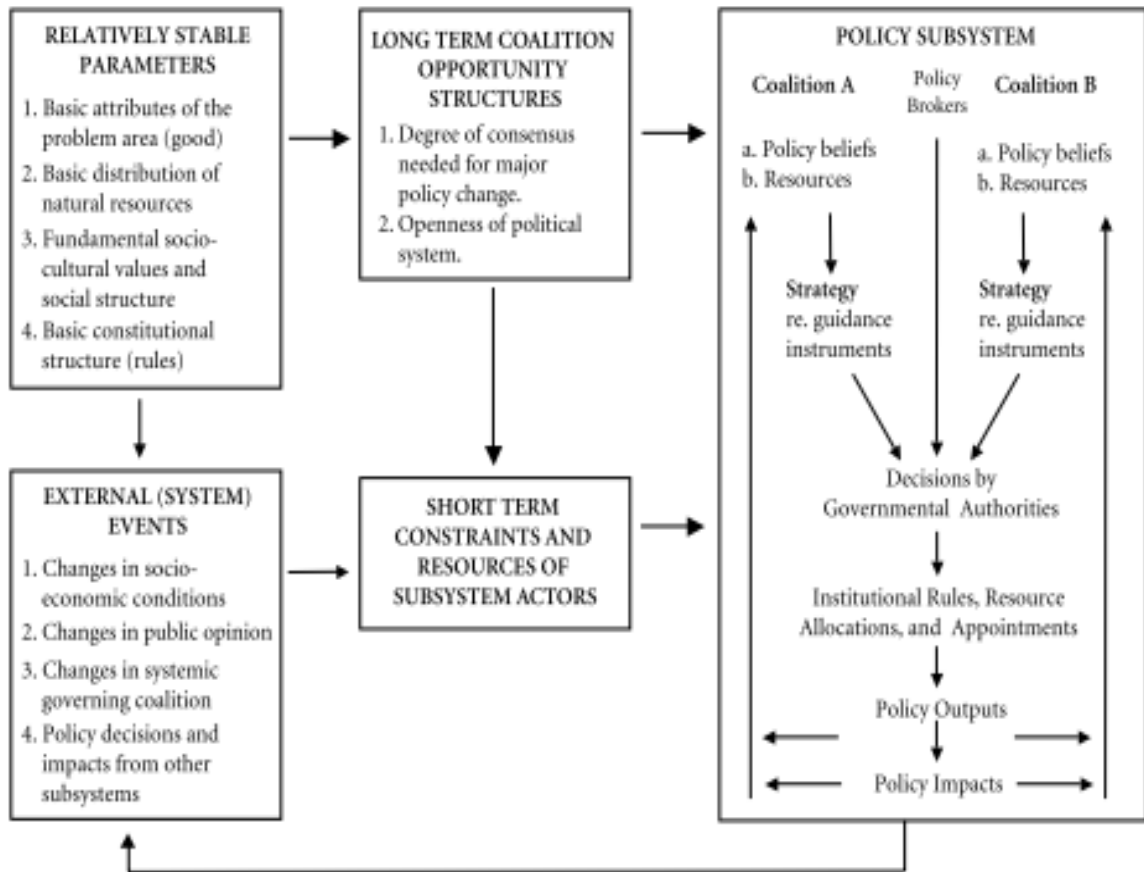 RELATIVELY STABLE
PARAMETERS
1. Basic attributes of the
problem area (good)
2. Basic distribution of
natural resources
3. Fundamental socio-
cultural values and
social structure
4. Basic constitutional
structure (rules)
LONG TERM COALITION
OPPORTUNITY
STRUCTURES
1. Degree of consensus
needed for major
policy change.
2. Openness of political
system.
POLICY SUBSYSTEM
Coalition A
Policy
Brokers
Coalition B
a. Policy beliefs
b. Resources
a. Policy beliefs
b. Resources
Strategy
re. guidance
instruments
Strategy
re. guidance
instruments
Decisions by
Governmental Authorities
Institutional Rules, Resource
Allocations, and Appointments
Policy Outputs
Policy Impacts
EXTERNAL (SYSTEM)
EVENTS
1. Changes in socio-
economic conditions
2. Changes in public opinion
3. Changes in systemic
governing coalition
4. Policy decisions and
impacts from other
subsystems
SHORT TERM
CONSTRAINTS AND
RESOURCES OF
SUBSYSTEM ACTORS